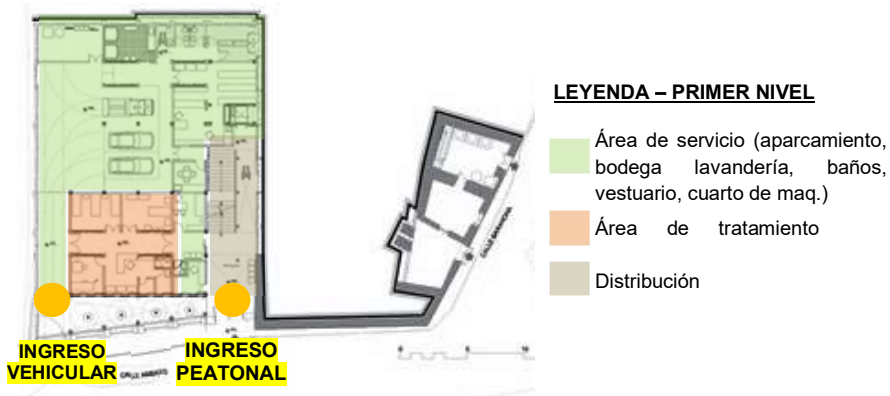 LEYENDA – PRIMER NIVEL
Área de servicio (aparcamiento,
bodega lavandería, baños,
vestuario, cuarto de maq.)
Área de tratamiento
Distribución
INGRESO
VEHICULAR
INGRESO
PEATONAL